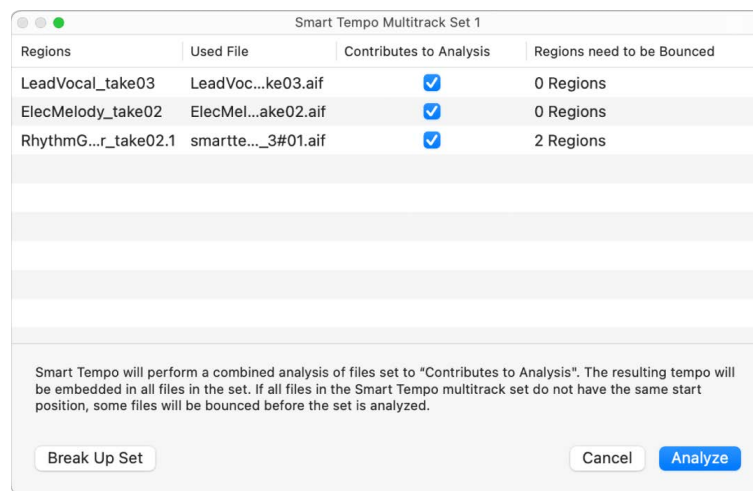 Smart Tempo Multitrack Set 1
Regions Used File Contributes to Analysis Regions need to be Bounced
LeadVocal_take03 LeadVoc...ke03.aif 0 Regions
ElecMelody_take02 ElecMel...ake02.aif 0 Regions
RhythmG...r_take02.1 smartte..._3#01.aif 2 Regions
Smart Tempo will perform a combined analysis of files set to “Contributes to Analysis". The resulting tempo will
be embedded in all files in the set. If all files in the Smart Tempo multitrack set do not have the same start
position, some files will be bounced before the set is analyzed.
Break Up Set Cancel Analyze